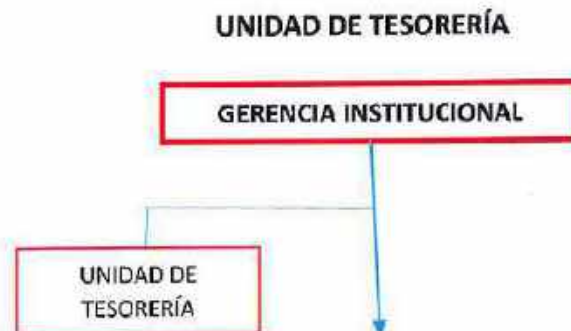 UNIDAD DE TESORERÍA
GERENCIA INSTITUCIONAL
UNIDAD DE
TESORERÍA